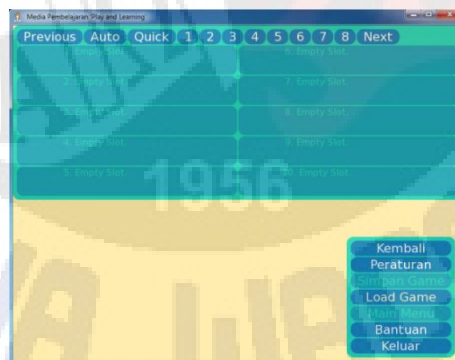 Media Pembelajaran 'Play and Learning
Previous Auto Quick 1 2 3 4 5 6 7 8 Next
1. Empty Slot. 6. Empty Slot.
2. Empty Slot. 7. Empty Slot.
3. Empty Slot. 8. Empty Slot.
4. Empty Slot. 9. Empty Slot.
5. Empty Slot. 10. Empty Slot.
1956
Kembali
Peraturan
Simpan Game
Load Game
Main Menu
Bantuan
Keluar